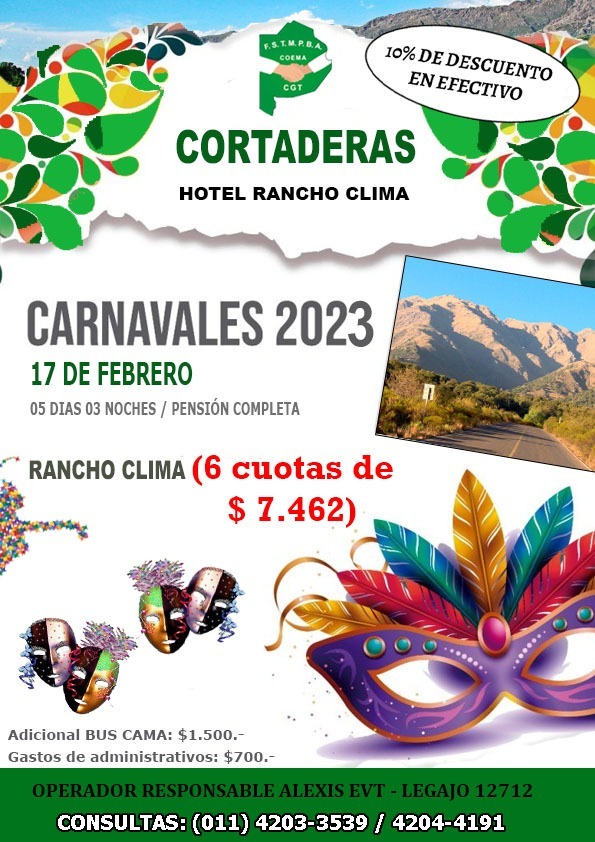 F.S.T.M.P.B.A.
COEMA
CGT
10% DE DESCUENTO
EN EFECTIVO
CORTADERAS
HOTEL RANCHO CLIMA
CARNAVALES 2023
17 DE FEBRERO
05 DIAS 03 NOCHES / PENSIÓN COMPLETA
RANCHO CLIMA (6 cuotas de
$ 7.462)
Adicional BUS CAMA: $1.500.-
Gastos de administrativos: $700.-
OPERADOR RESPONSABLE ALEXIS EVT - LEGAJO 12712
CONSULTAS: (011) 4203-3539 / 4204-4191